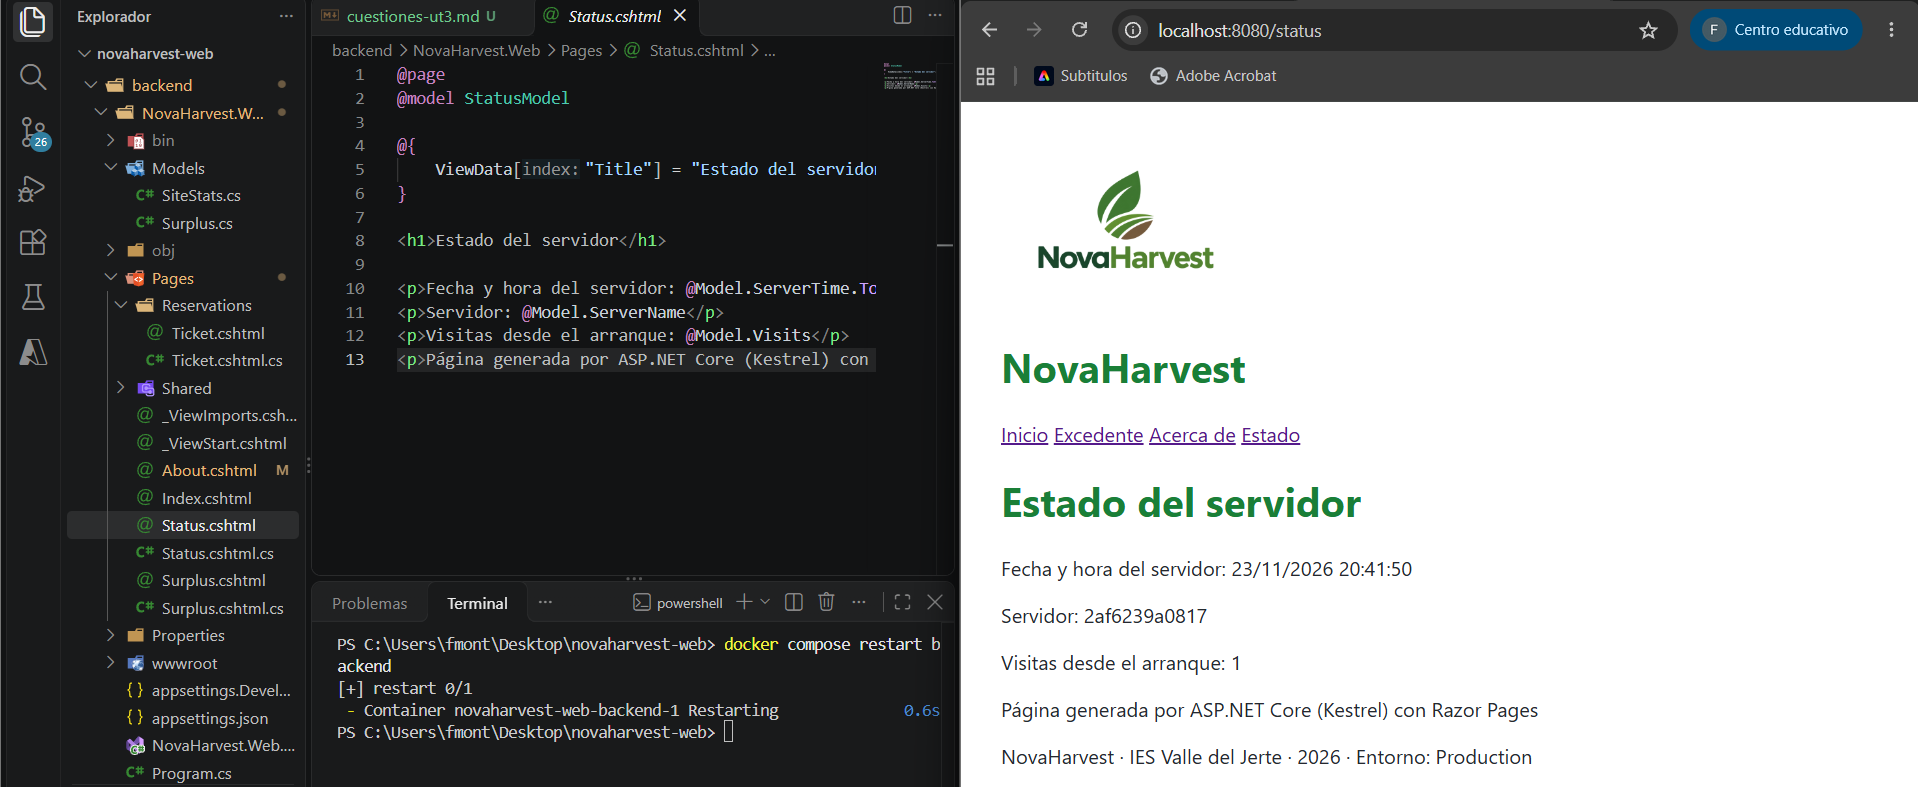 Explorador
novaharvest-web
backend
NovaHarvest.W...
bin
Models
SiteStats.cs
Surplus.cs
obj
Pages
Reservations
Ticket.cshtml
Ticket.cshtml.cs
Shared
_ViewImports.csh...
_ViewStart.cshtml
About.cshtml M
Index.cshtml
Status.cshtml
Status.cshtml.cs
Surplus.cshtml
Surplus.cshtml.cs
Properties
wwwroot
appsettings.Devel...
appsettings.json
NovaHarvest.Web....
Program.cs
26
cuestiones-ut3.md U
Status.cshtml
backend > NovaHarvest.Web > Pages > Status.cshtml > ...
1 @page
2 @model StatusModel
3
4 @{
5 ViewData[index: "Title"] = "Estado del servidor
6 }
7
8 <h1>Estado del servidor</h1>
9
10 <p>Fecha y hora del servidor: @Model.ServerTime.To
11 <p>Servidor: @Model.ServerName</p>
12 <p>Visitas desde el arranque: @Model.Visits</p>
13 <p>Página generada por ASP.NET Core (Kestrel) con
Problemas Terminal powershell
PS C:\Users\fmont\Desktop\novaharvest-web> docker compose restart b
ackend
[+] restart 0/1
- Container novaharvest-web-backend-1 Restarting 0.6s
PS C:\Users\fmont\Desktop\novaharvest-web>
localhost:8080/status
F Centro educativo
Subtitulos Adobe Acrobat
NovaHarvest
NovaHarvest
Inicio Excedente Acerca de Estado
Estado del servidor
Fecha y hora del servidor: 23/11/2026 20:41:50
Servidor: 2af6239a0817
Visitas desde el arranque: 1
Página generada por ASP.NET Core (Kestrel) con Razor Pages
NovaHarvest · IES Valle del Jerte · 2026 · Entorno: Production